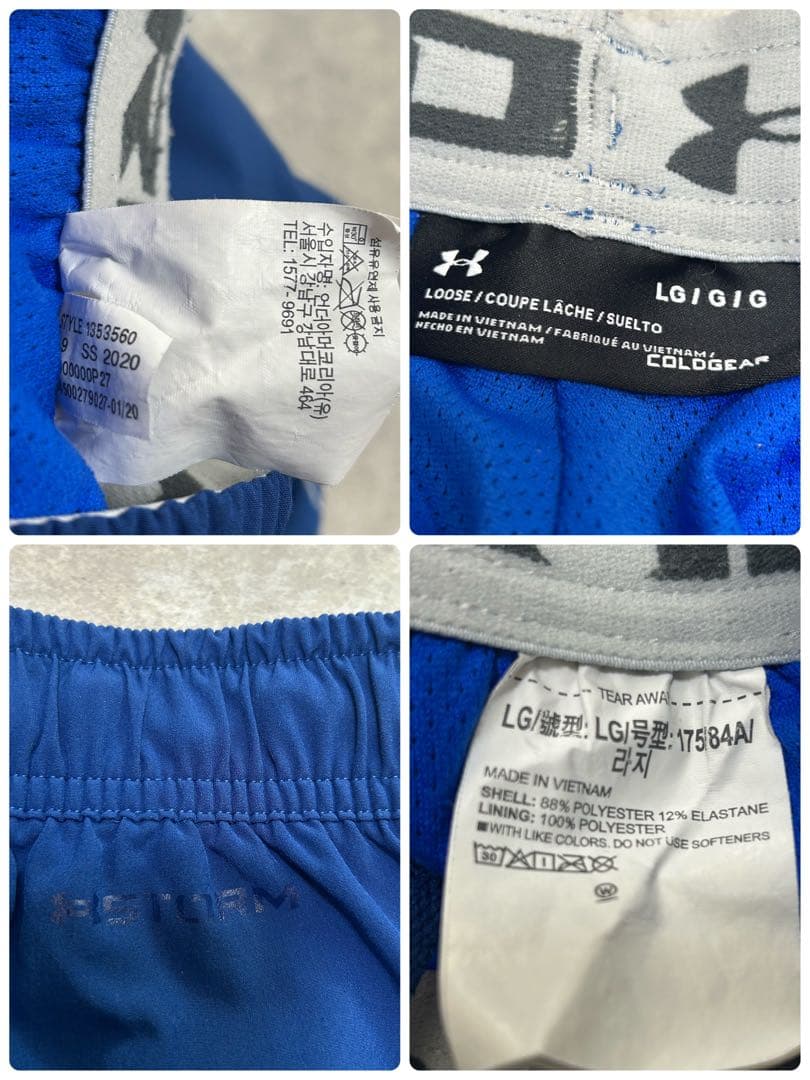 STYLE 1353560
9 SS 2020
00000P27
500279027-01/20
섬유유연제 사용금지
수입자명 언더아머코리아(유)
서울시 강남구 강남대로 464
TEL: 1577-9691
LG / G / G
LOOSE / COUPE LÂCHE / SUELTO
MADE IN VIETNAM / FABRIQUÉ AU VIETNAM /
HECHO EN VIETNAM
COLDGEAR
STORM
TEAR AWAY
LG/號型: LG/号型:175/84A/
라지
MADE IN VIETNAM
SHELL: 88% POLYESTER 12% ELASTANE
LINING: 100% POLYESTER
WITH LIKE COLORS. DO NOT USE SOFTENERS
30
W